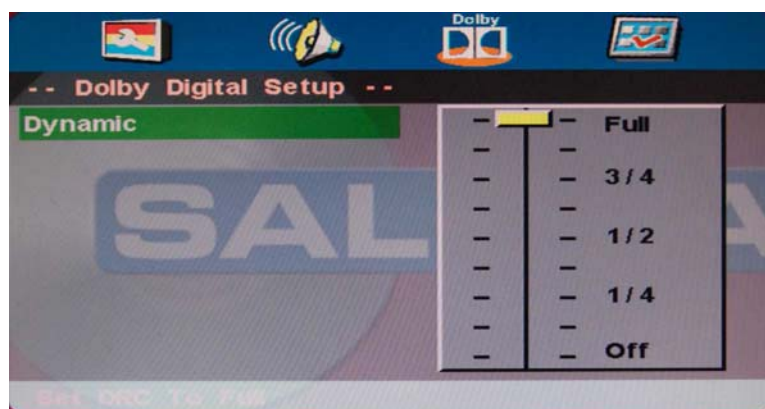 Dolby
-- Dolby Digital Setup --
Dynamic
Full
3/4
1/2
1/4
Off
SAL
A
Set DRC To Full